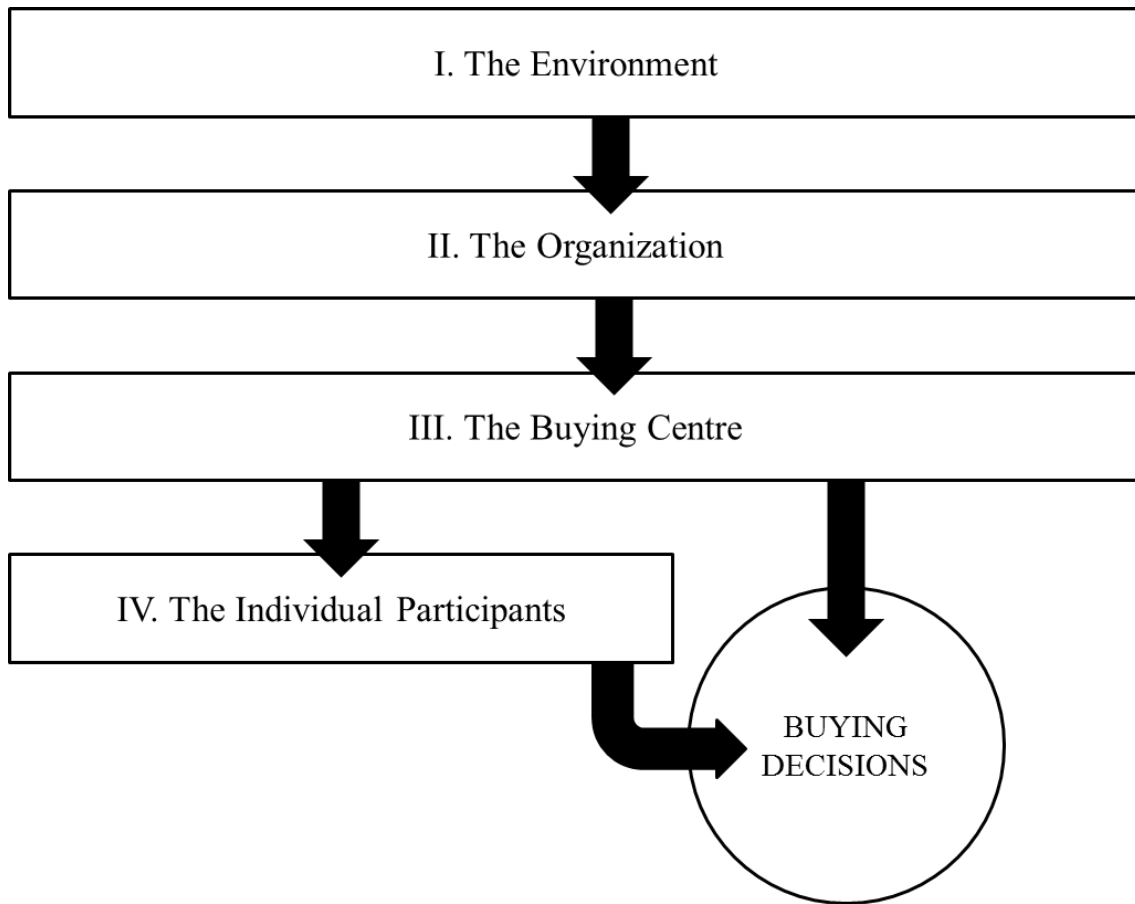 I. The Environment
II. The Organization
III. The Buying Centre
IV. The Individual Participants
BUYING
DECISIONS